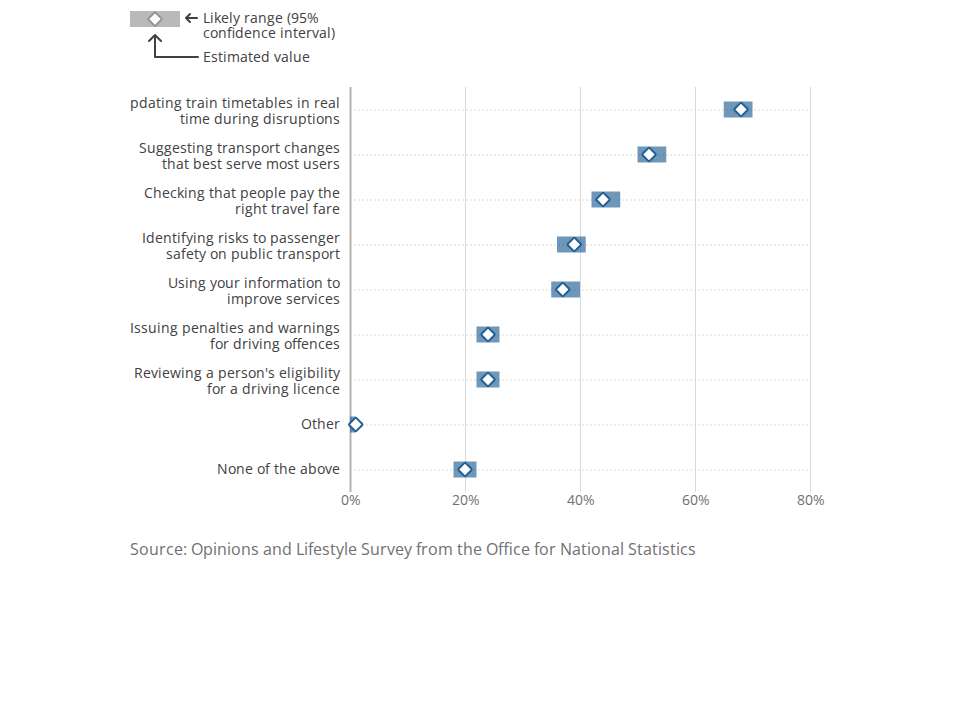 Likely range (95%
confidence interval)
Estimated value
pdating train timetables in real
time during disruptions
Suggesting transport changes
that best serve most users
Checking that people pay the
right travel fare
Identifying risks to passenger
safety on public transport
Using your information to
improve services
Issuing penalties and warnings
for driving offences
Reviewing a person's eligibility
for a driving licence
Other
None of the above
0% 20% 40% 60% 80%
Source: Opinions and Lifestyle Survey from the Office for National Statistics